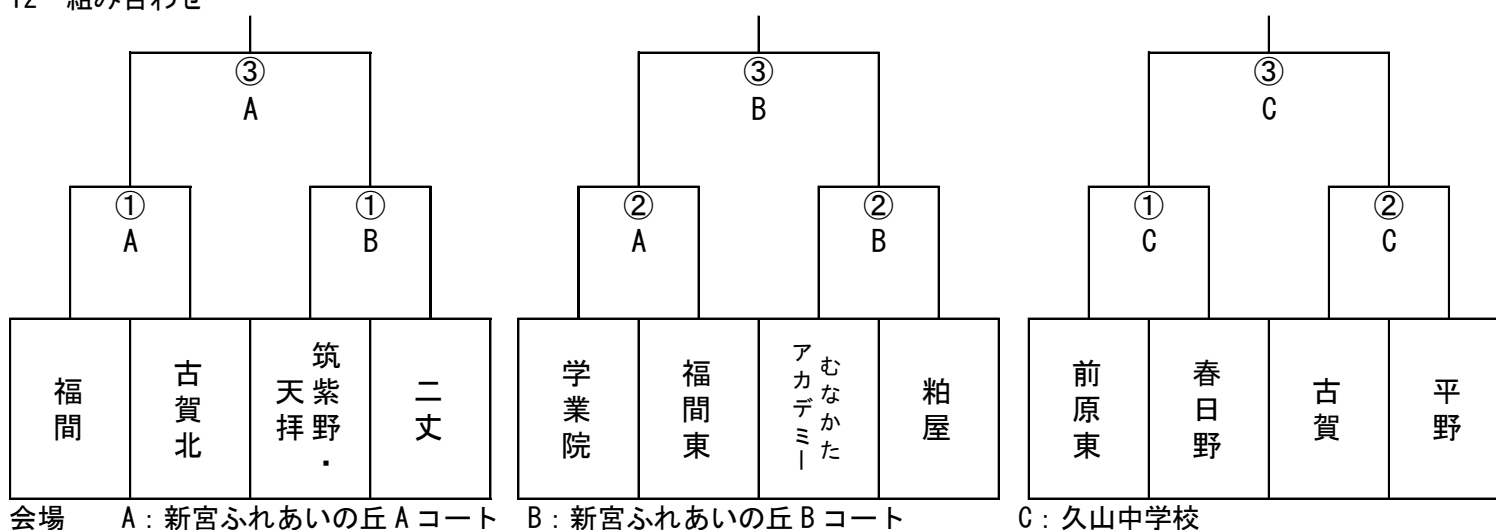 12 組み合わせ
③ ③ ③
A B C
① ① ② ② ① ②
A B A B C C
福間
古賀北
筑紫野・
天拝
二丈
学業院
福間東
むなかた
アカデミー
粕屋
前原東
春日野
古賀
平野
会場 A:新宮ふれあいの丘Aコート B:新宮ふれあいの丘Bコート C:久山中学校